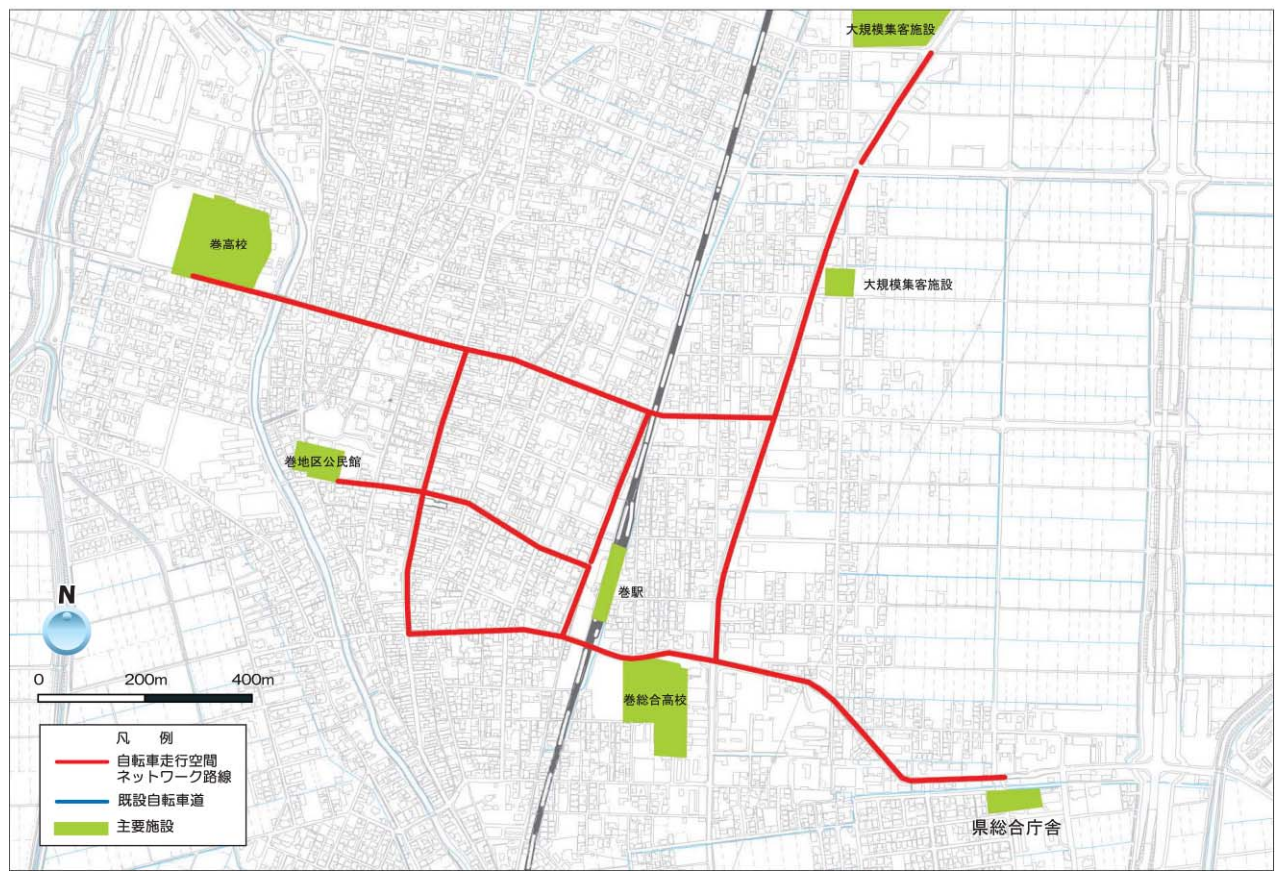 大規模集客施設
巻高校
大規模集客施設
巻地区公民館
巻駅
N
0 200m 400m
巻総合高校
凡 例
自転車走行空間
ネットワーク路線
既設自転車道
主要施設
県総合庁舎